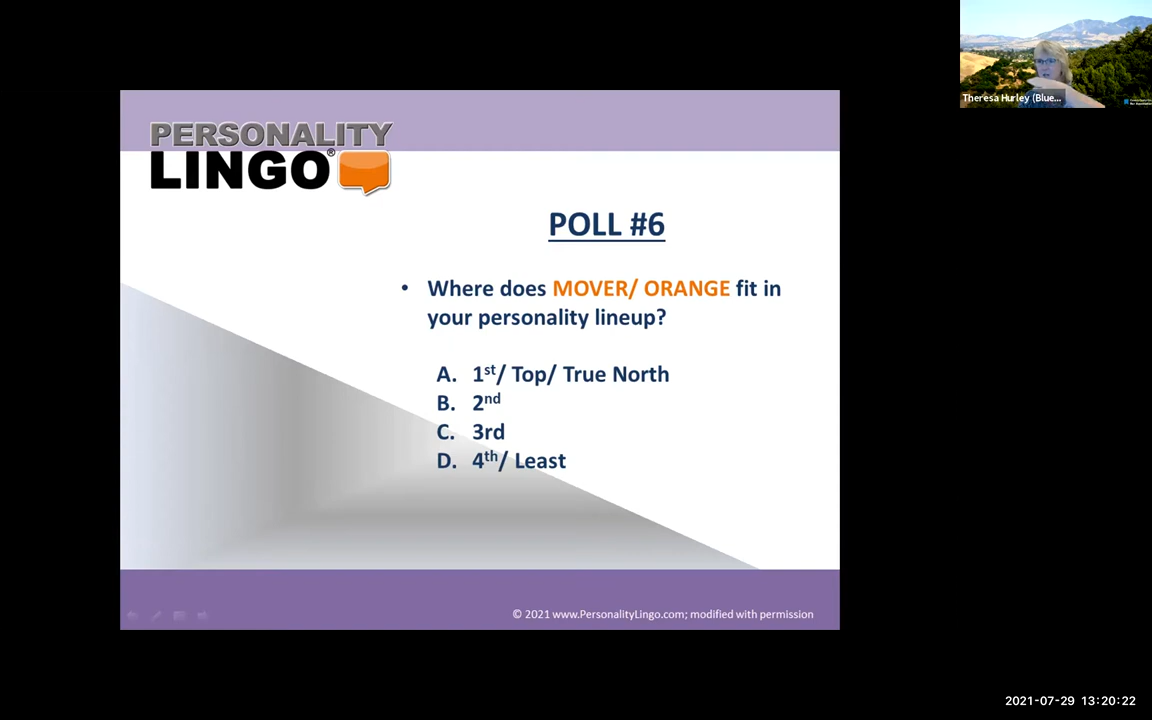 Theresa Hurley (Blue...
PERSONALITY
LINGO®
POLL #6
• Where does MOVER/ ORANGE fit in
your personality lineup?
A. 1st/ Top/ True North
B. 2nd
C. 3rd
D. 4th/ Least
© 2021 www.PersonalityLingo.com; modified with permission
2021-07-29 13:20:22